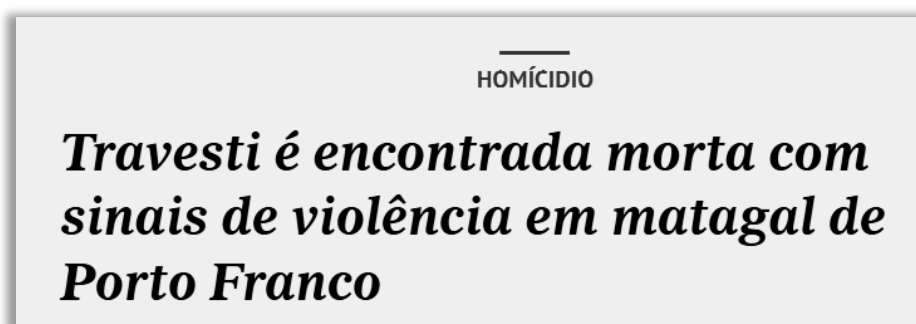 HOMÍCIDIO
Travesti é encontrada morta com
sinais de violência em matagal de
Porto Franco